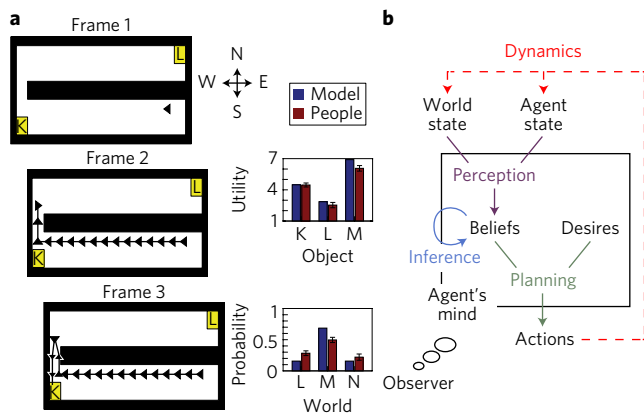 a
Frame 1
L
K
N
W E
S
Model
People
Frame 2
L
K
Utility
7
4
1
K L M
Object
Frame 3
L
K
Probability
1
0.5
0
L M N
World
b
Dynamics
World
state
Agent
state
Perception
Beliefs
Desires
Inference
Planning
Agent's
mind
Actions
Observer